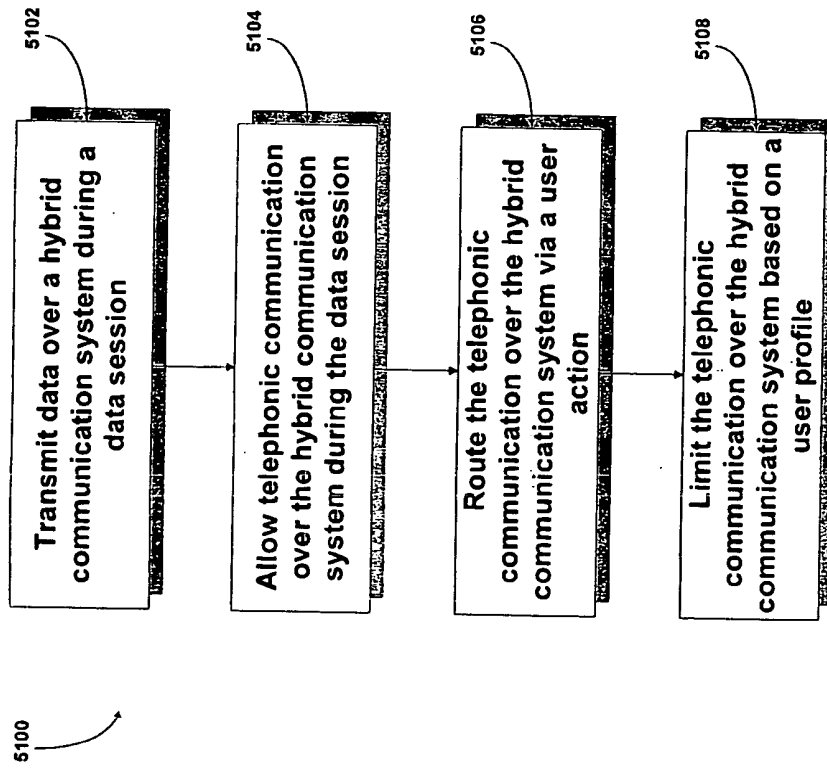 5100
5102
Transmit data over a hybrid
communication system during a
data session
5104
Allow telephonic communication
over the hybrid communication
system during the data session
5106
Route the telephonic
communication over the hybrid
communication system via a user
action
5108
Limit the telephonic
communication over the hybrid
communication system based on a
user profile